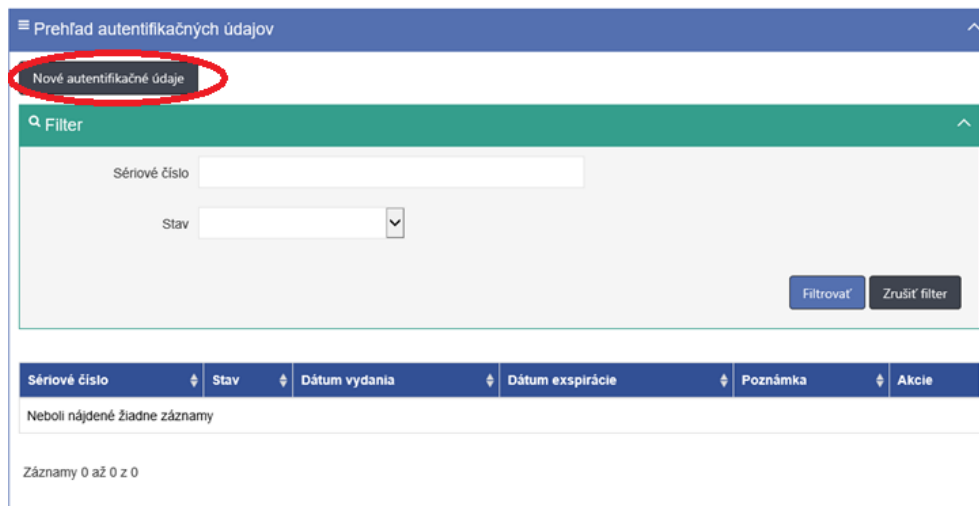 Prehľad autentifikačných údajov
Nové autentifikačné údaje
Filter
Sériové číslo
Stav
Filtrovať Zrušiť filter
Sériové číslo Stav Dátum vydania Dátum exspirácie Poznámka Akcie
Neboli nájdené žiadne záznamy
Záznamy 0 až 0 z 0